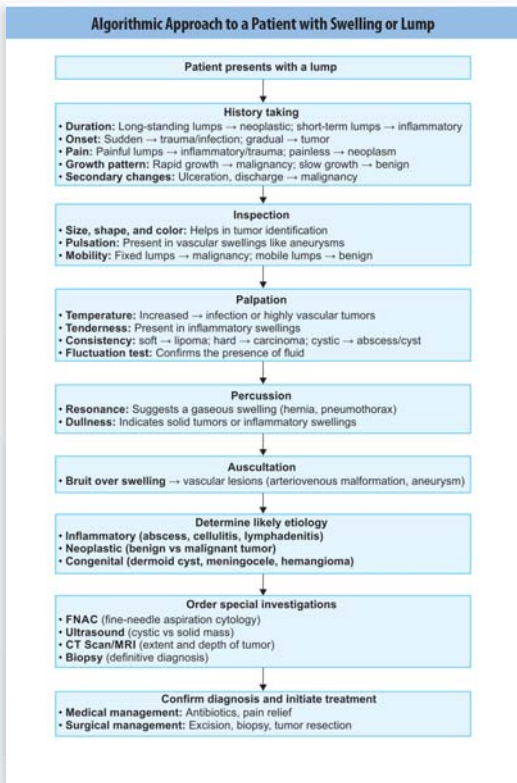 Algorithmic Approach to a Patient with Swelling or Lump
Patient presents with a lump
History taking
• Duration: Long-standing lumps → neoplastic; short-term lumps → inflammatory
• Onset: Sudden → trauma/infection; gradual → tumor
• Pain: Painful lumps → inflammatory/trauma; painless → neoplasm
• Growth pattern: Rapid growth → malignancy; slow growth → benign
• Secondary changes: Ulceration, discharge → malignancy
Inspection
• Size, shape, and color: Helps in tumor identification
• Pulsation: Present in vascular swellings like aneurysms
• Mobility: Fixed lumps → malignancy; mobile lumps → benign
Palpation
• Temperature: Increased → infection or highly vascular tumors
• Tenderness: Present in inflammatory swellings
• Consistency: soft → lipoma; hard → carcinoma; cystic → abscess/cyst
• Fluctuation test: Confirms the presence of fluid
Percussion
• Resonance: Suggests a gaseous swelling (hernia, pneumothorax)
• Dullness: Indicates solid tumors or inflammatory swellings
Auscultation
• Bruit over swelling → vascular lesions (arteriovenous malformation, aneurysm)
Determine likely etiology
• Inflammatory (abscess, cellulitis, lymphadenitis)
• Neoplastic (benign vs malignant tumor)
• Congenital (dermoid cyst, meningocele, hemangioma)
Order special investigations
• FNAC (fine-needle aspiration cytology)
• Ultrasound (cystic vs solid mass)
• CT Scan/MRI (extent and depth of tumor)
• Biopsy (definitive diagnosis)
Confirm diagnosis and initiate treatment
• Medical management: Antibiotics, pain relief
• Surgical management: Excision, biopsy, tumor resection